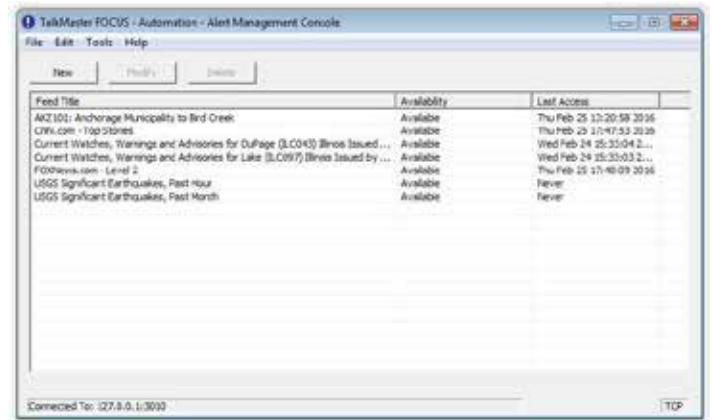 TalkMaster FOCUS - Automation - Alert Management Console
File Edit Tools Help
New Modify Delete
Feed Title Availability Last Access
AKZ101: Anchorage Municipality to Bird Creek Available Thu Feb 25 13:20:58 2016
CNN.com - Top Stories Available Thu Feb 25 17:47:53 2016
Current Watches, Warnings and Advisories for DuPage (ILC043) Illinois Issued ... Available Wed Feb 24 15:33:04 2...
Current Watches, Warnings and Advisories for Lake (ILC097) Illinois Issued by ... Available Wed Feb 24 15:33:03 2...
FOXNews.com - Level 2 Available Thu Feb 25 17:48:09 2016
USGS Significant Earthquakes, Past Hour Available Never
USGS Significant Earthquakes, Past Month Available Never
Connected To: 127.0.0.1:3010 TCP